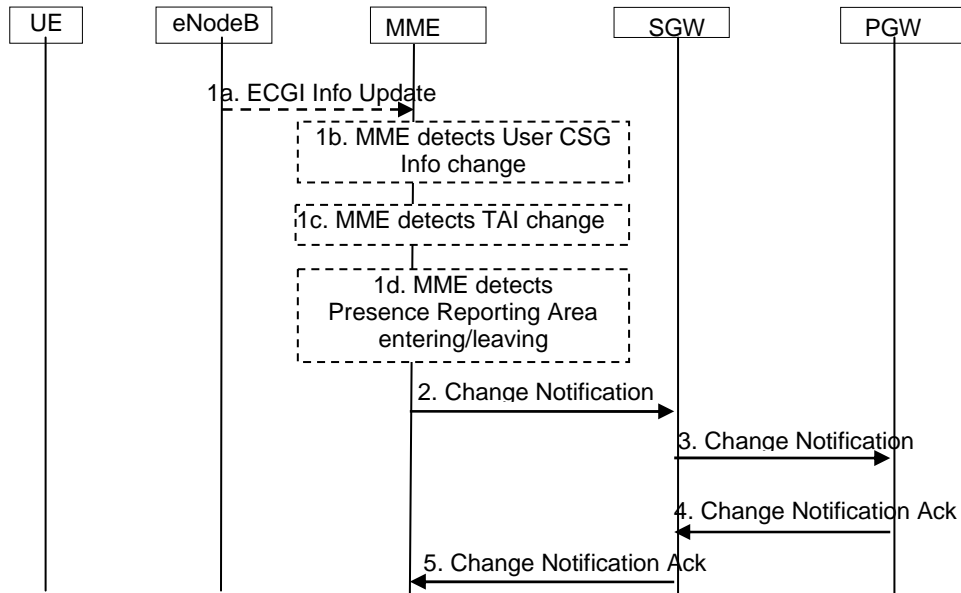 UE
eNodeB
MME
SGW
PGW
1a. ECGI Info Update
1b. MME detects User CSG
Info change
1c. MME detects TAI change
1d. MME detects
Presence Reporting Area
entering/leaving
2. Change Notification
3. Change Notification
4. Change Notification Ack
5. Change Notification Ack